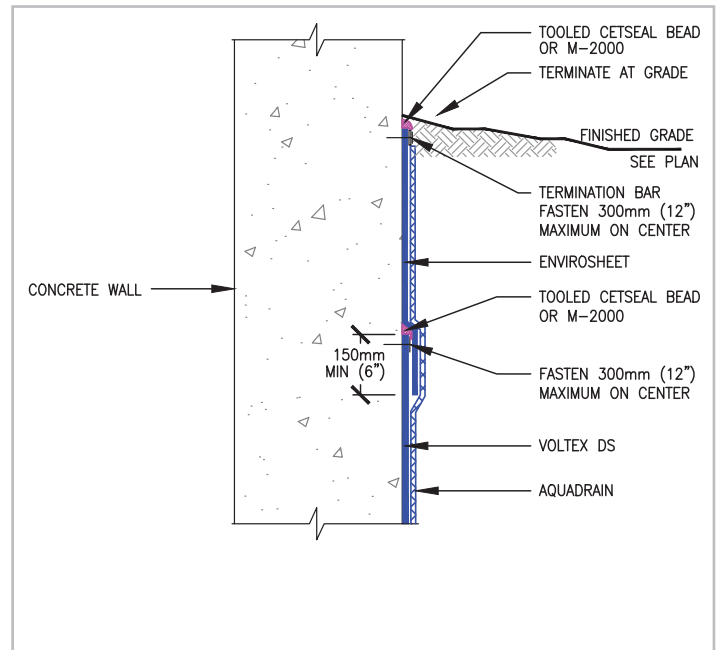 TOOLED CETSEAL BEAD
OR M-2000
TERMINATE AT GRADE
FINISHED GRADE
SEE PLAN
TERMINATION BAR
FASTEN 300mm (12")
MAXIMUM ON CENTER
ENVIROSHEET
CONCRETE WALL
TOOLED CETSEAL BEAD
OR M-2000
150mm
MIN (6")
FASTEN 300mm (12")
MAXIMUM ON CENTER
VOLTEX DS
AQUADRAIN